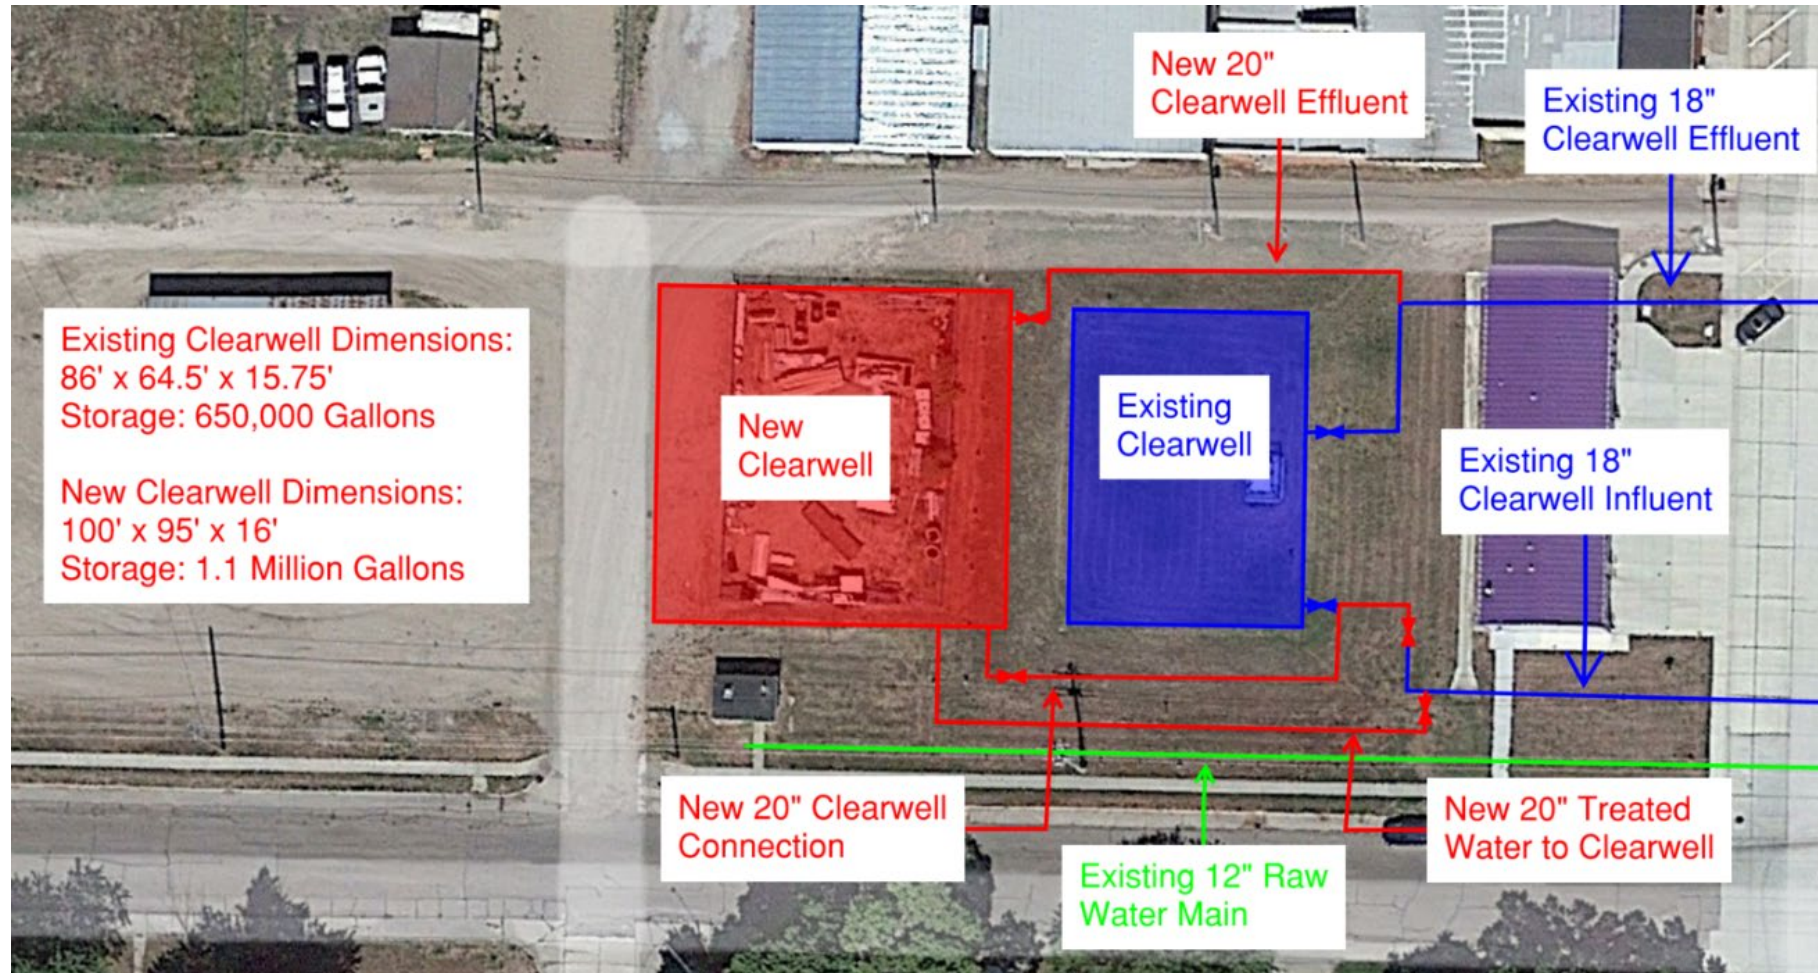 New 20"
Clearwell Effluent
Existing 18"
Clearwell Effluent
Existing Clearwell Dimensions:
86' x 64.5' x 15.75'
Storage: 650,000 Gallons
New Clearwell Dimensions:
100' x 95' x 16'
Storage: 1.1 Million Gallons
New
Clearwell
Existing
Clearwell
Existing 18"
Clearwell Influent
New 20" Clearwell
Connection
Existing 12" Raw
Water Main
New 20" Treated
Water to Clearwell